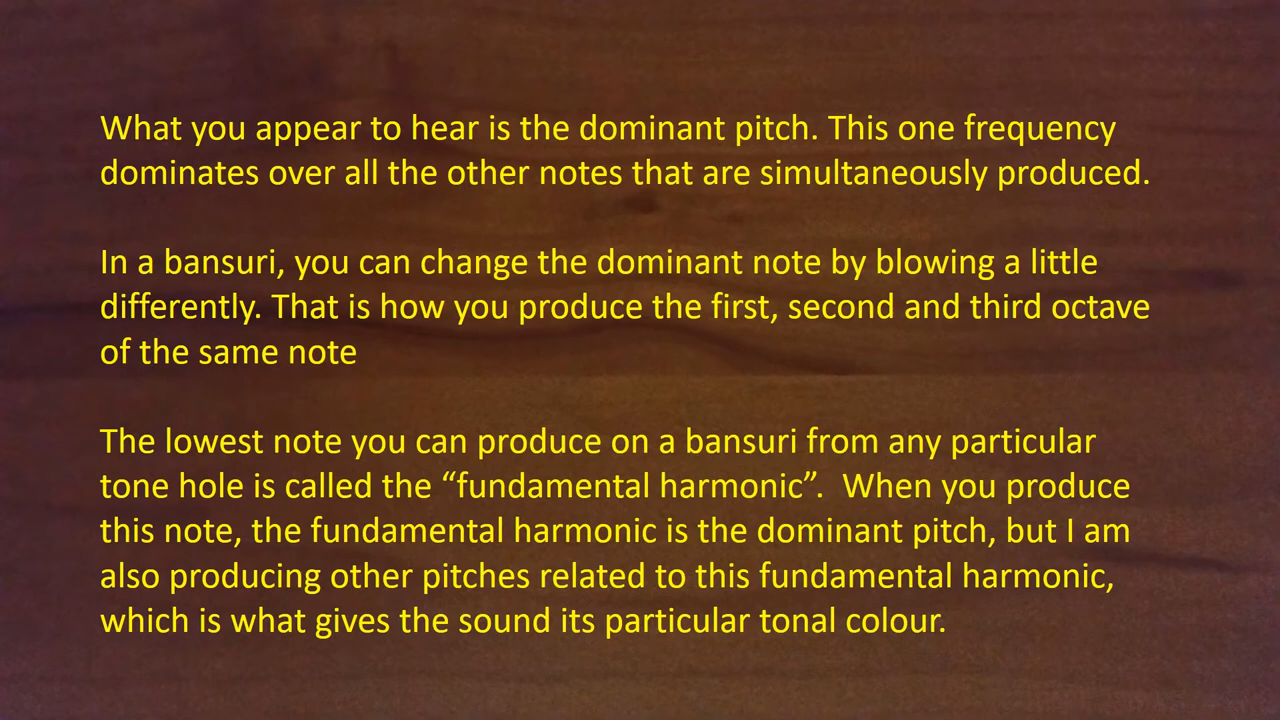 What you appear to hear is the dominant pitch. This one frequency
dominates over all the other notes that are simultaneously produced.
In a bansuri, you can change the dominant note by blowing a little
differently. That is how you produce the first, second and third octave
of the same note
The lowest note you can produce on a bansuri from any particular
tone hole is called the “fundamental harmonic”.  When you produce
this note, the fundamental harmonic is the dominant pitch, but I am
also producing other pitches related to this fundamental harmonic,
which is what gives the sound its particular tonal colour.